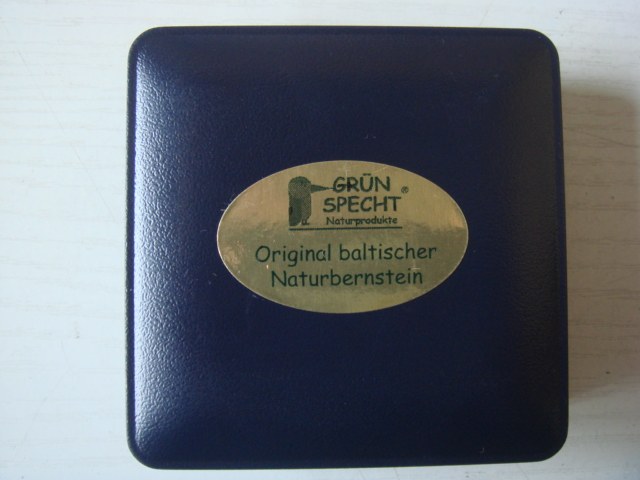 GRÜN
SPECHT ®
Naturprodukte
Original baltischer
Naturbernstein